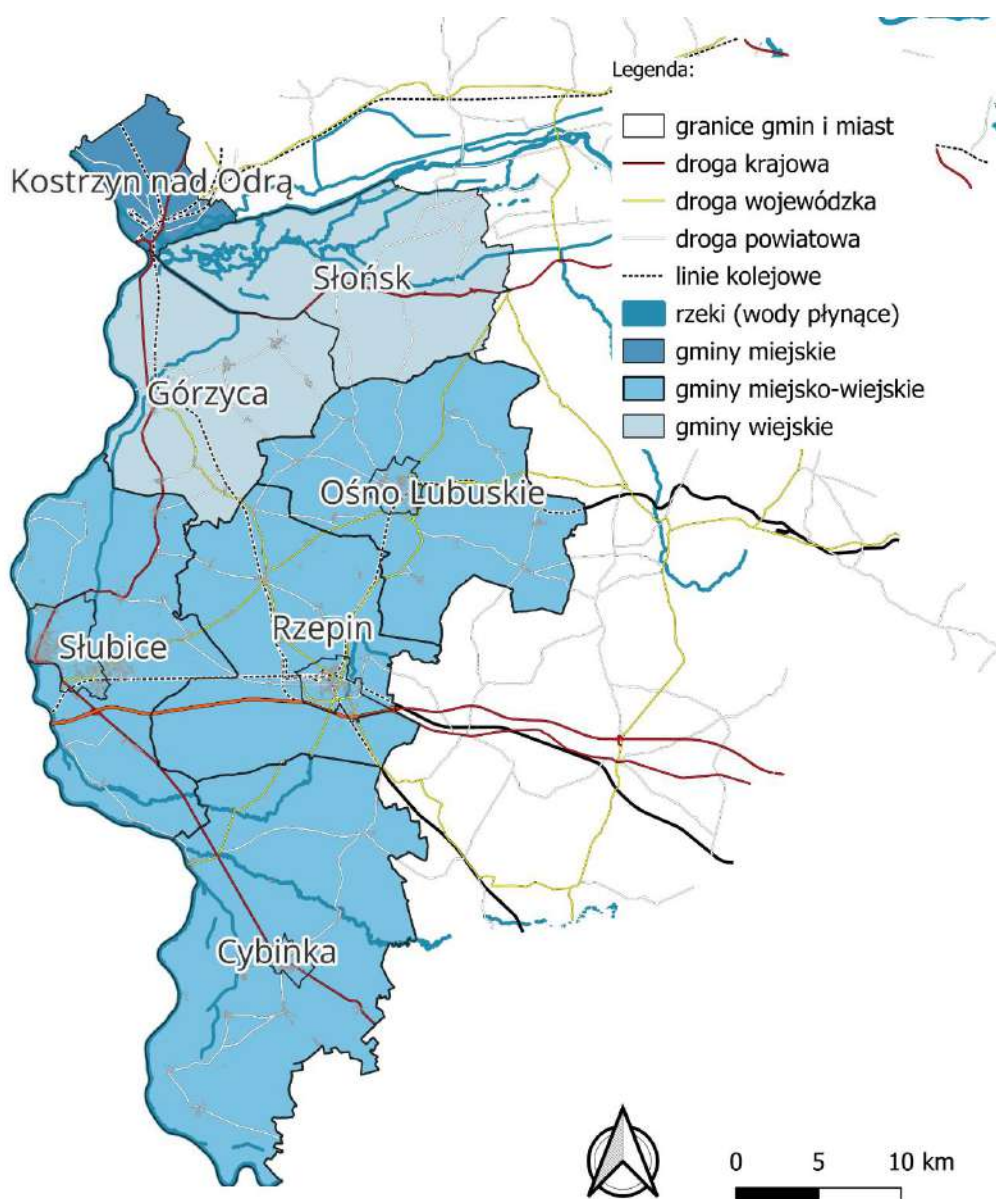 Legenda:
granice gmin i miast
droga krajowa
droga wojewódzka
droga powiatowa
linie kolejowe
rzeki (wody płynące)
gminy miejskie
gminy miejsko-wiejskie
gminy wiejskie
Kostrzyn nad Odrą
Słońsk
Górzyca
Ośno Lubuskie
Rzepin
Słubice
Cybinka
0 5 10 km